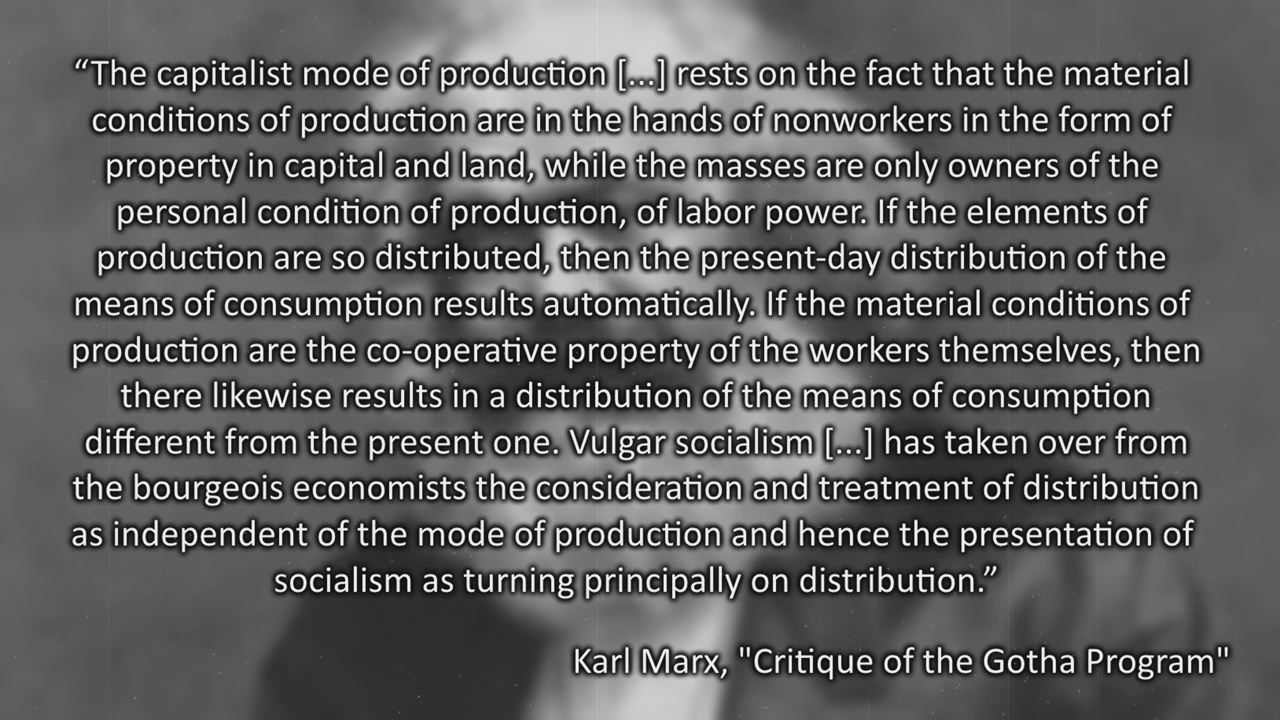 “The capitalist mode of production [...] rests on the fact that the material
conditions of production are in the hands of nonworkers in the form of
property in capital and land, while the masses are only owners of the
personal condition of production, of labor power. If the elements of
production are so distributed, then the present-day distribution of the
means of consumption results automatically. If the material conditions of
production are the co-operative property of the workers themselves, then
there likewise results in a distribution of the means of consumption
different from the present one. Vulgar socialism [...] has taken over from
the bourgeois economists the consideration and treatment of distribution
as independent of the mode of production and hence the presentation of
socialism as turning principally on distribution.”
Karl Marx, "Critique of the Gotha Program"